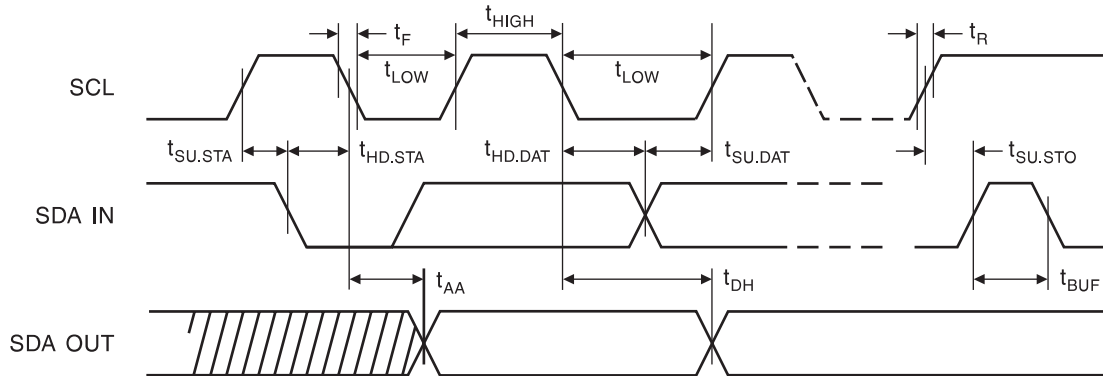 tHIGH
tF
tR
tLOW
tLOW
SCL
tSU.STA
tHD.STA
tHD.DAT
tSU.DAT
tSU.STO
SDA IN
tAA
tDH
tBUF
SDA OUT